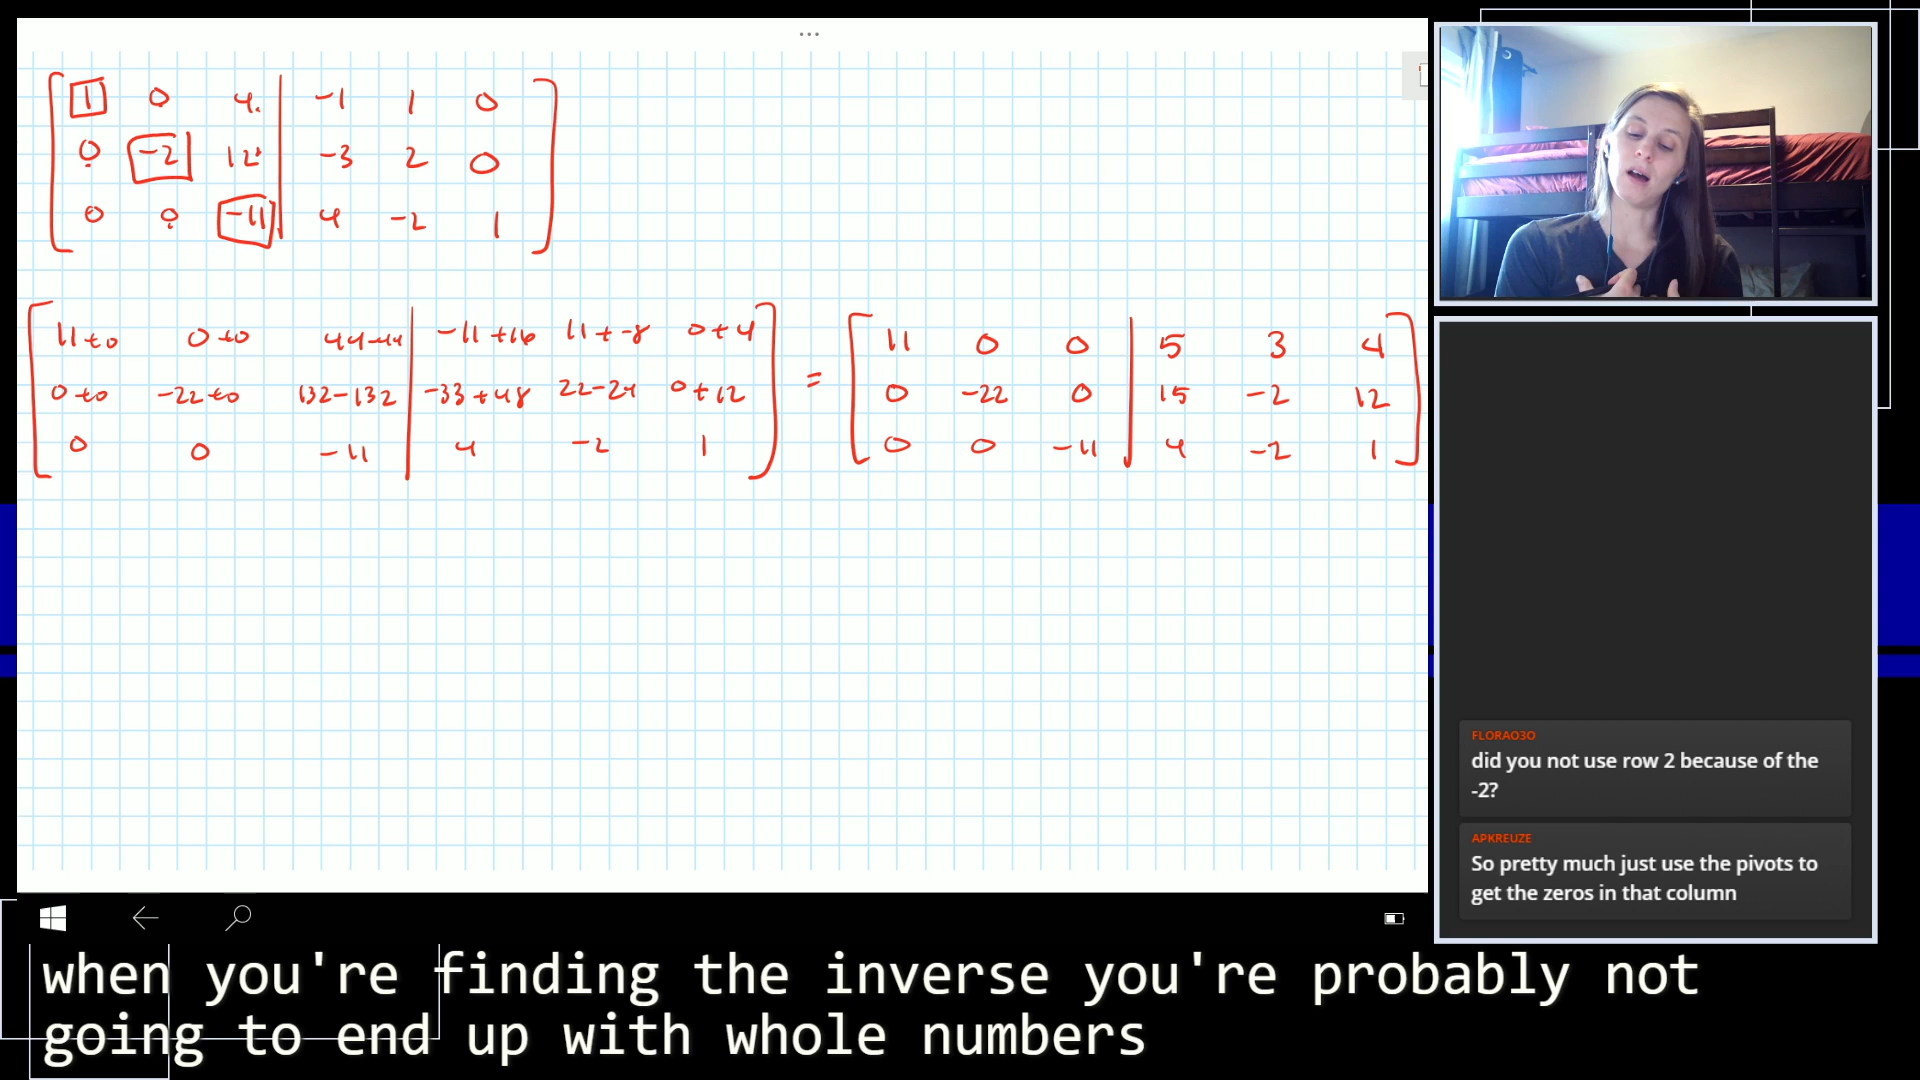 ...
1 0 4 | -1 1 0
0 -2 12 | -3 2 0
0 0 -11 | 4 -2 1
11+0 0+0 44-44 | -11+16 11+-8 0+4
0+0 -22+0 132-132 | -33+48 22-24 0+12
0 0 -11 | 4 -2 1
=
11 0 0 | 5 3 4
0 -22 0 | 15 -2 12
0 0 -11 | 4 -2 1
FLORAO3O
did you not use row 2 because of the
-2?
APKREUZE
So pretty much just use the pivots to
get the zeros in that column
when you're finding the inverse you're probably not
going to end up with whole numbers